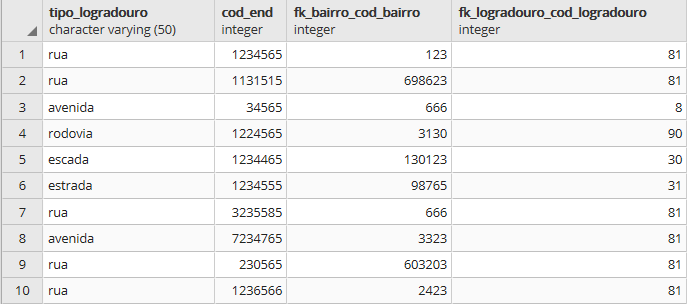 tipo_logradouro cod_end fk_bairro_cod_bairro fk_logradouro_cod_logradouro
character varying (50) integer integer integer
1 rua 1234565 123 81
2 rua 1131515 698623 81
3 avenida 34565 666 8
4 rodovia 1224565 3130 90
5 escada 1234465 130123 30
6 estrada 1234555 98765 31
7 rua 3235585 666 81
8 avenida 7234765 3323 81
9 rua 230565 603203 81
10 rua 1236566 2423 81